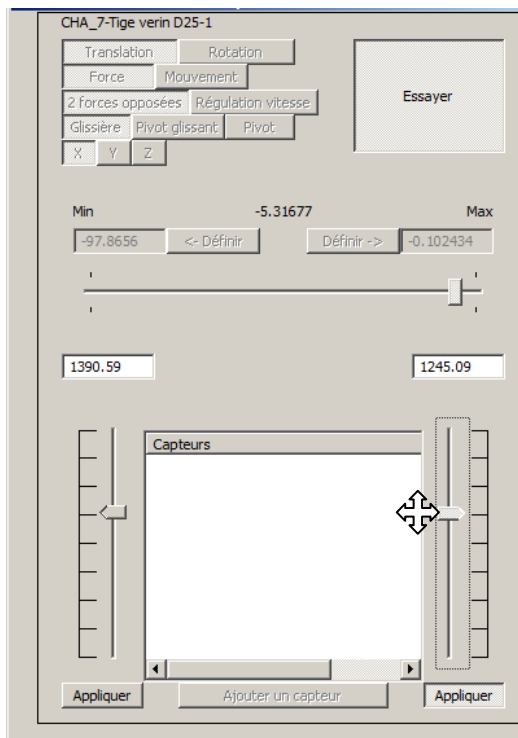 CHA_7-Tige verin D25-1
Translation Rotation
Force Mouvement
Essayer
2 forces opposées Régulation vitesse
Glissière Pivot glissant Pivot
X Y Z
Min -5.31677 Max
-97.8656 <- Définir Définir -> -0.102434
1390.59 1245.09
Capteurs
Appliquer Ajouter un capteur Appliquer